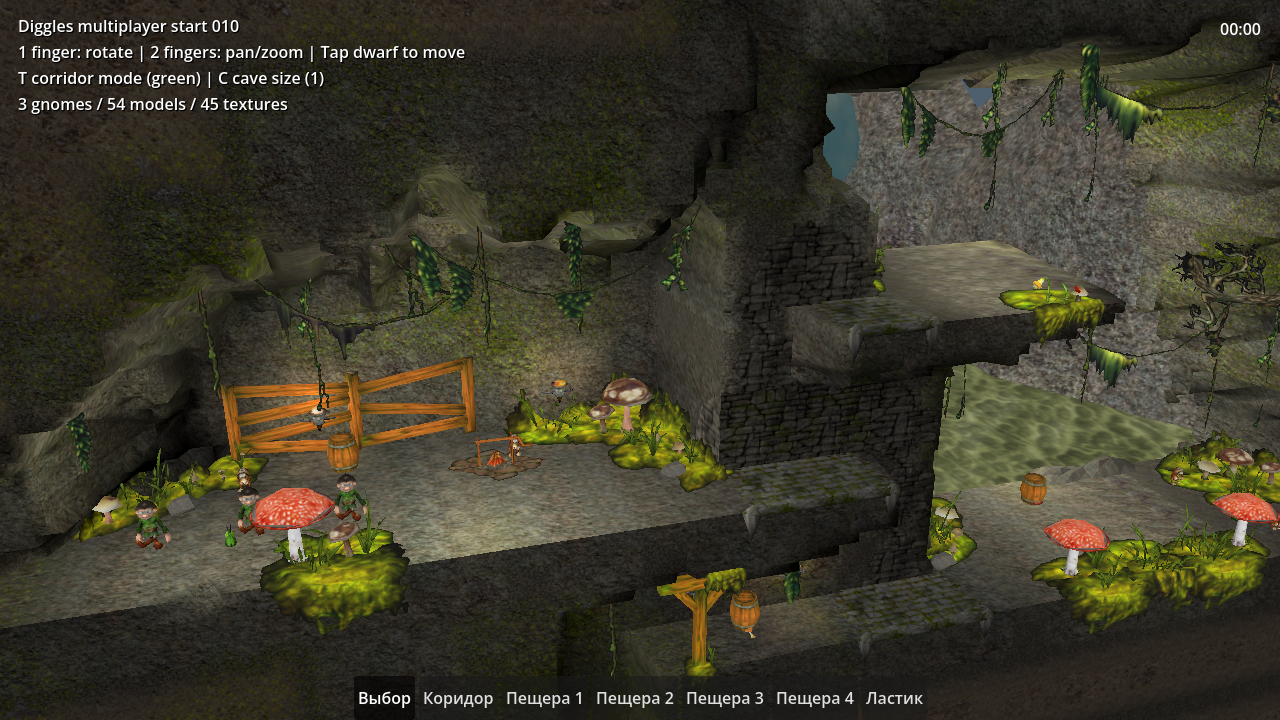 Diggles multiplayer start 010
00:00
1 finger: rotate | 2 fingers: pan/zoom | Tap dwarf to move
T corridor mode (green) | C cave size (1)
3 gnomes / 54 models / 45 textures
Выбор Коридор Пещера 1 Пещера 2 Пещера 3 Пещера 4 Ластик